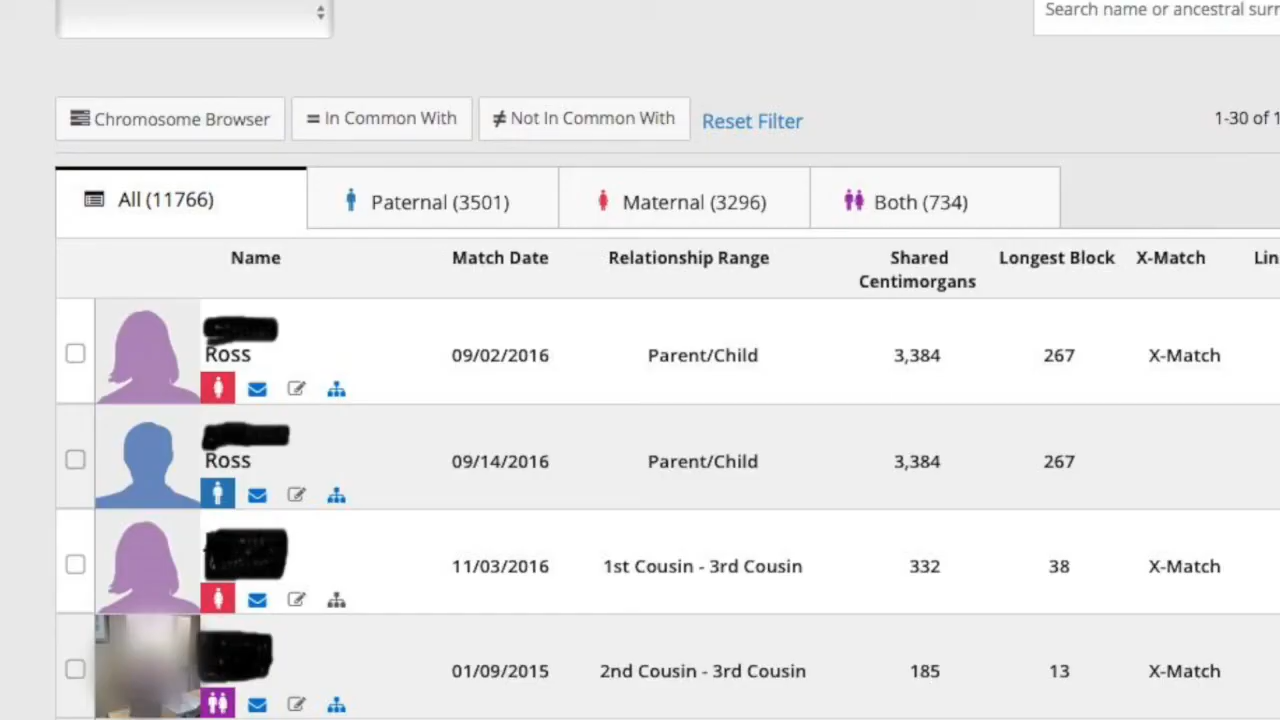 Search name or ancestral
Chromosome Browser = In Common With ≠ Not In Common With Reset Filter 1-30 of
All (11766) Paternal (3501) Maternal (3296) Both (734)
Name Match Date Relationship Range Shared Centimorgans Longest Block X-Match
Ross 09/02/2016 Parent/Child 3,384 267 X-Match
Ross 09/14/2016 Parent/Child 3,384 267
11/03/2016 1st Cousin - 3rd Cousin 332 38 X-Match
01/09/2015 2nd Cousin - 3rd Cousin 185 13 X-Match